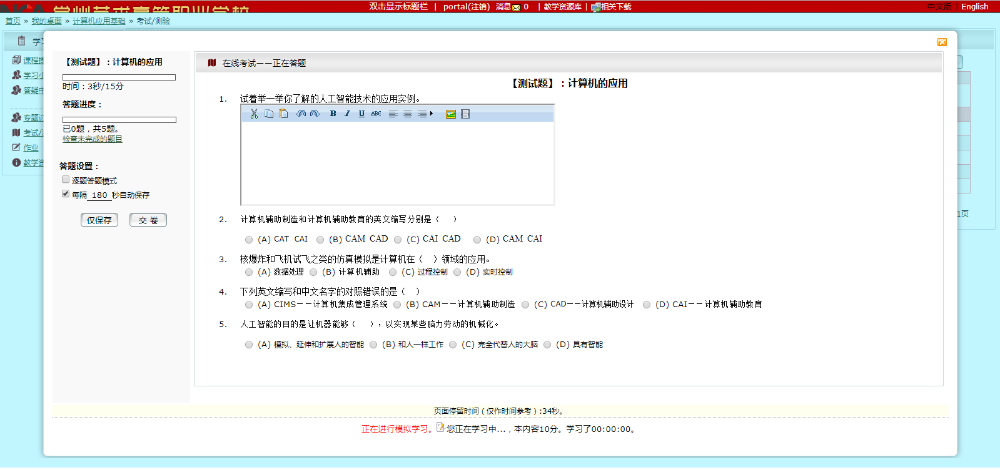 双击显示标题栏 | portal(注销) 消息 0 | 教学资源库 | 相关下载
中文版 | English
首页 » 我的桌面 » 计算机应用基础 » 考试/测验
学习
课程提
学习小
答疑中
专题讨
考试/测
作业
教学资
【测试题】：计算机的应用
时间：3秒/15分
答题进度：
已0题，共5题。
检查未完成的题目
答题设置：
逐题答题模式
每隔 180 秒自动保存
仅保存 交 卷
在线考试——正在答题
【测试题】：计算机的应用
1. 试着举一举你了解的人工智能技术的应用实例。
B I U ABC
2. 计算机辅助制造和计算机辅助教育的英文缩写分别是（ ）
(A) CAT CAI (B) CAM CAD (C) CAI CAD (D) CAM CAI
3. 核爆炸和飞机试飞之类的仿真模拟是计算机在（ ）领域的应用。
(A) 数据处理 (B) 计算机辅助 (C) 过程控制 (D) 实时控制
4. 下列英文缩写和中文名字的对照错误的是（ ）
(A) CIMS——计算机集成管理系统 (B) CAM——计算机辅助制造 (C) CAD——计算机辅助设计 (D) CAI——计算机辅助教育
5. 人工智能的目的是让机器能够（ ），以实现某些脑力劳动的机械化。
(A) 模拟、延伸和扩展人的智能 (B) 和人一样工作 (C) 完全代替人的大脑 (D) 具有智能
1页
页面停留时间（仅作时间参考）:34秒。
正在进行模拟学习。 您正在学习中...，本内容10分。学习了00:00:00。